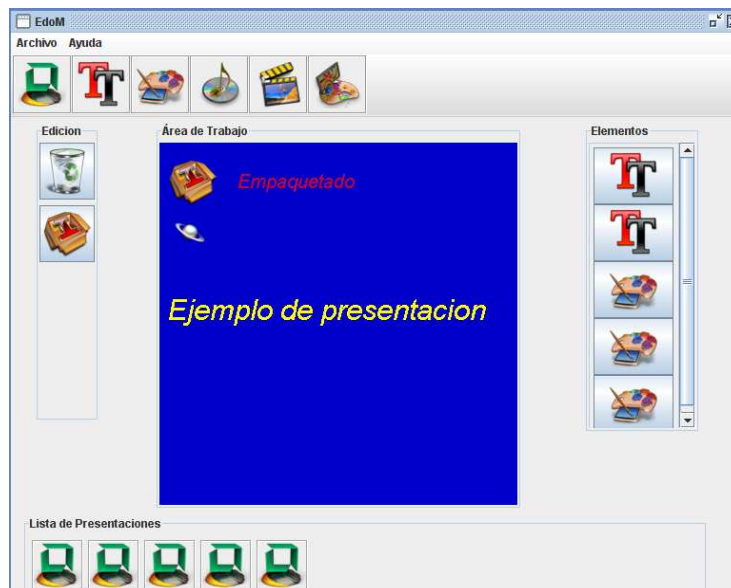 EdoM
Archivo Ayuda
Edicion
Área de Trabajo
Elementos
Empaquetado
Ejemplo de presentacion
Lista de Presentaciones